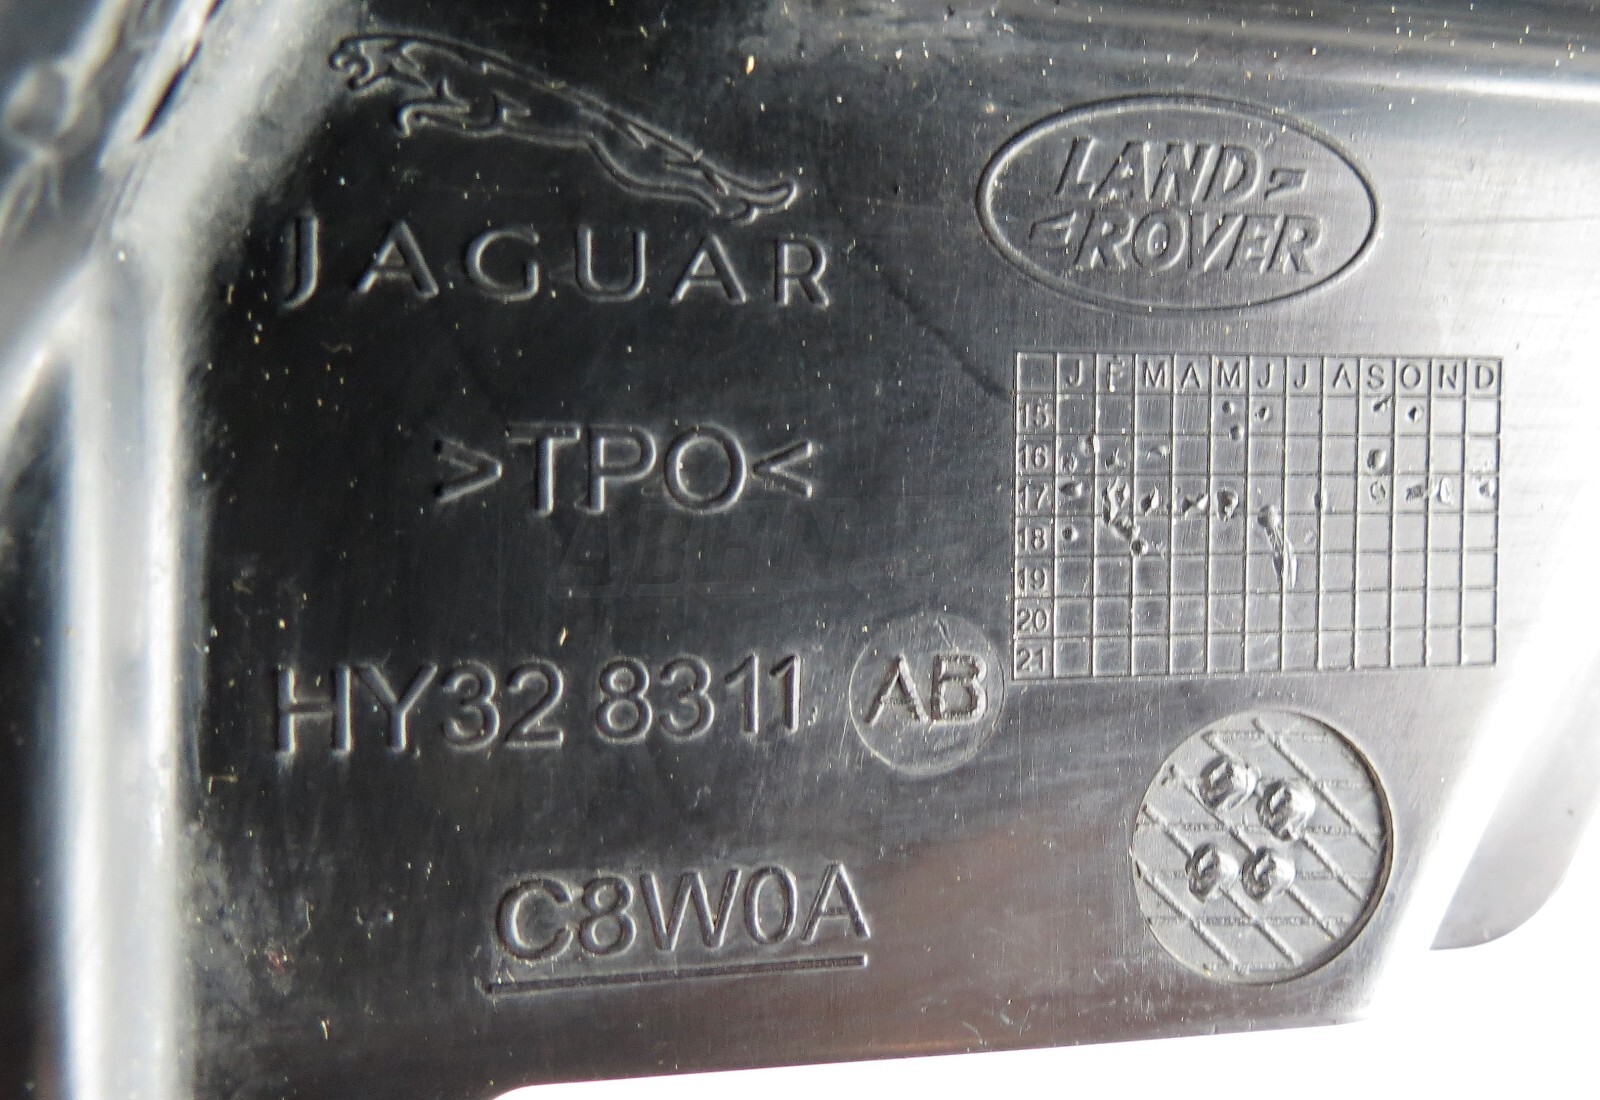 JAGUAR
LAND ROVER
>TPO<
J F M A M J J A S O N D
15
16
17
18
19
20
21
HY32 8311 AB
C8W0A